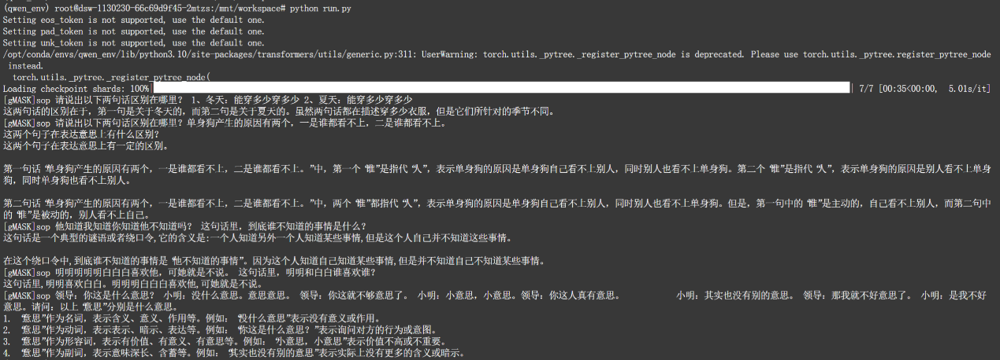 (qwen_env) root@dsw-1130230-66c69d9f45-2mtzs:/mnt/workspace# python run.py
Setting eos_token is not supported, use the default one.
Setting pad_token is not supported, use the default one.
Setting unk_token is not supported, use the default one.
/opt/conda/envs/qwen_env/lib/python3.10/site-packages/transformers/utils/generic.py:311: UserWarning: torch.utils._pytree._register_pytree_node is deprecated. Please use torch.utils._pytree.register_pytree_node
instead.
torch.utils._pytree._register_pytree_node(
Loading checkpoint shards: 100%| | 7/7 [00:35<00:00, 5.01s/it]
[gMASK]sop 请说出以下两句话区别在哪里? 1、冬天:能穿多少穿多少 2、夏天:能穿多少穿多少
这两句话的区别在于,第一句是关于冬天的,而第二句是关于夏天的。虽然两句话都在描述穿多少衣服,但是它们所针对的季节不同。
[gMASK]sop 请说出以下两句话区别在哪里?单身狗产生的原因有两个,一是谁都看不上,二是谁都看不上。
这两个句子在表达意思上有什么区别?
这两个句子在表达意思上有一定的区别。
第一句话“单身狗产生的原因有两个,一是谁都看不上,二是谁都看不上。”中,第一个“谁”是指代“人”,表示单身狗的原因是单身狗自己看不上别人,同时别人也看不上单身狗。第二个“谁”是指代“人”,表示单身狗的原因是别人看不上单身
狗,同时单身狗也看不上别人。
第二句话“单身狗产生的原因有两个,一是谁都看不上,二是谁都看不上。”中,两个“谁”都指代“人”,表示单身狗的原因是单身狗自己看不上别人,同时别人也看不上单身狗。但是,第一句中的“谁”是主动的,自己看不上别人,而第二句中
的“谁”是被动的,别人看不上自己。
[gMASK]sop 他知道我知道你知道他不知道吗? 这句话里,到底谁不知道的事情是什么?
这句话是一个典型的谜语或者绕口令,它的含义是:一个人知道另外一个人知道某些事情,但是这个人自己并不知道这些事情。
在这个绕口令中,到底谁不知道的事情是“他不知道的事情”。因为这个人知道自己知道某些事情,但是并不知道自己不知道某些事情。
[gMASK]sop 明明明明明白白白喜欢他,可她就是不说。 这句话里,明明和白白谁喜欢谁?
这句话里,明明喜欢白白。明明明白白白喜欢他,可她就是不说。
[gMASK]sop 领导:你这是什么意思? 小明:没什么意思。意思意思。 领导:你这就不够意思了。 小明:小意思,小意思。领导:你这人真有意思。 小明:其实也没有别的意思。 领导:那我就不好意思了。 小明:是我不好
意思。请问:以上“意思”分别是什么意思。
1. “意思”作为名词,表示含义、意义、作用等。例如:“没什么意思”表示没有意义或作用。
2. “意思”作为动词,表示表示、暗示、表达等。例如:“你这是什么意思?”表示询问对方的行为或意图。
3. “意思”作为形容词,表示有价值、有意义、有意思等。例如: “小意思,小意思”表示价值不高或不重要。
4. “意思”作为副词,表示意味深长、含蓄等。例如:“其实也没有别的意思”表示实际上没有更多的含义或暗示。